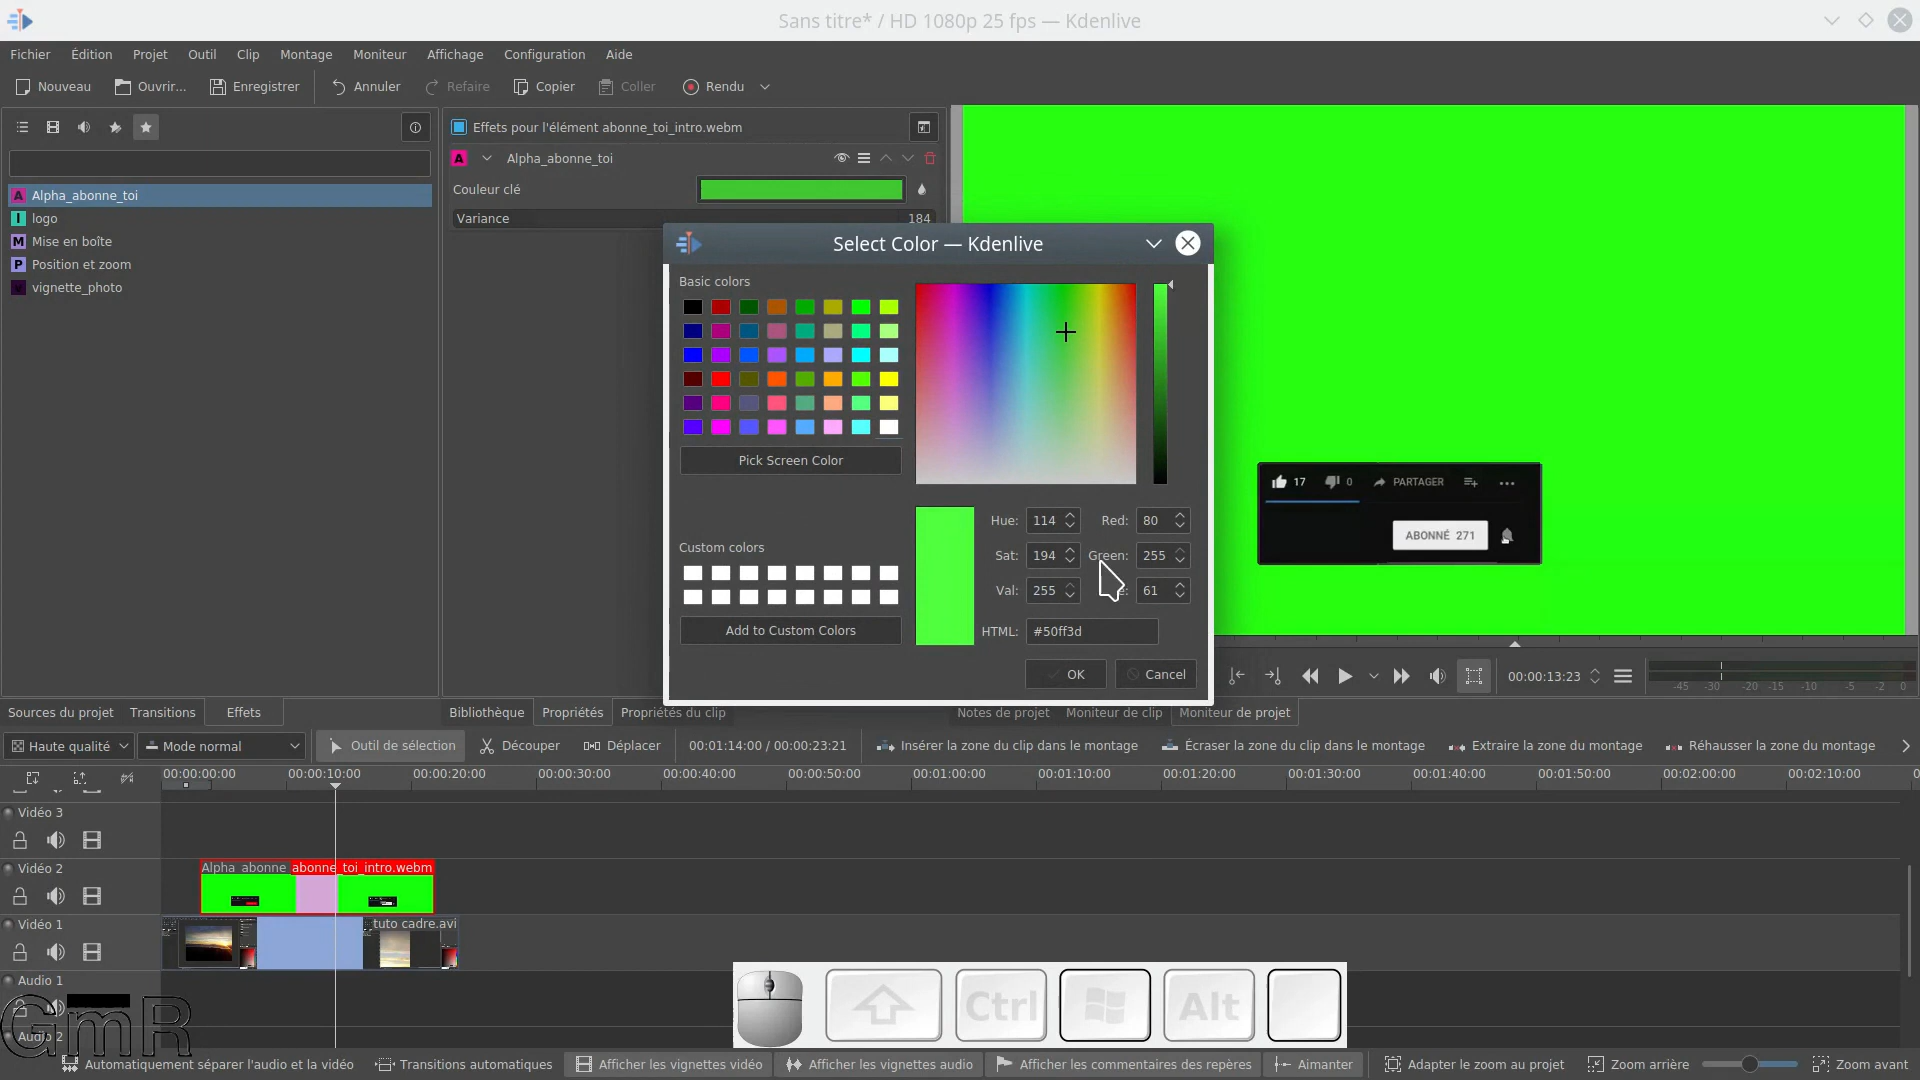 Sans titre* / HD 1080p 25 fps — Kdenlive
Fichier Édition Projet Outil Clip Montage Moniteur Affichage Configuration Aide
Nouveau Ouvrir... Enregistrer Annuler Refaire Copier Coller Rendu
Effets pour l'élément abonne_toi_intro.webm
A Alpha_abonne_toi
Couleur clé
Variance 184
A Alpha_abonne_toi
I logo
M Mise en boîte
P Position et zoom
vignette_photo
Select Color — Kdenlive
Basic colors
Pick Screen Color
Custom colors
Add to Custom Colors
Hue: 114 Red: 80
Sat: 194 Green: 255
Val: 255 61
HTML: #50ff3d
OK Cancel
17 0 PARTAGER
ABONNÉ 271
00:00:13:23
-45 -30 -20 -15 -10 -5 -2 0
Sources du projet Transitions Effets
Bibliothèque Propriétés Propriétés du clip
Notes de projet Moniteur de clip Moniteur de projet
Haute qualité Mode normal Outil de sélection Découper Déplacer 00:01:14:00 / 00:00:23:21 Insérer la zone du clip dans le montage Écraser la zone du clip dans le montage Extraire la zone du montage Réhausser la zone du montage
00:00:00:00 00:00:10:00 00:00:20:00 00:00:30:00 00:00:40:00 00:00:50:00 00:01:00:00 00:01:10:00 00:01:20:00 00:01:30:00 00:01:40:00 00:01:50:00 00:02:00:00 00:02:10:00
Vidéo 3
Vidéo 2
Alpha_abonne abonne_toi_intro.webm
Vidéo 1
tuto cadre.avi
Audio 1
Audio 2
GmR
Ctrl Alt
Automatiquement séparer l'audio et la vidéo Transitions automatiques Afficher les vignettes vidéo Afficher les vignettes audio Afficher les commentaires des repères Aimanter Adapter le zoom au projet Zoom arrière Zoom avant